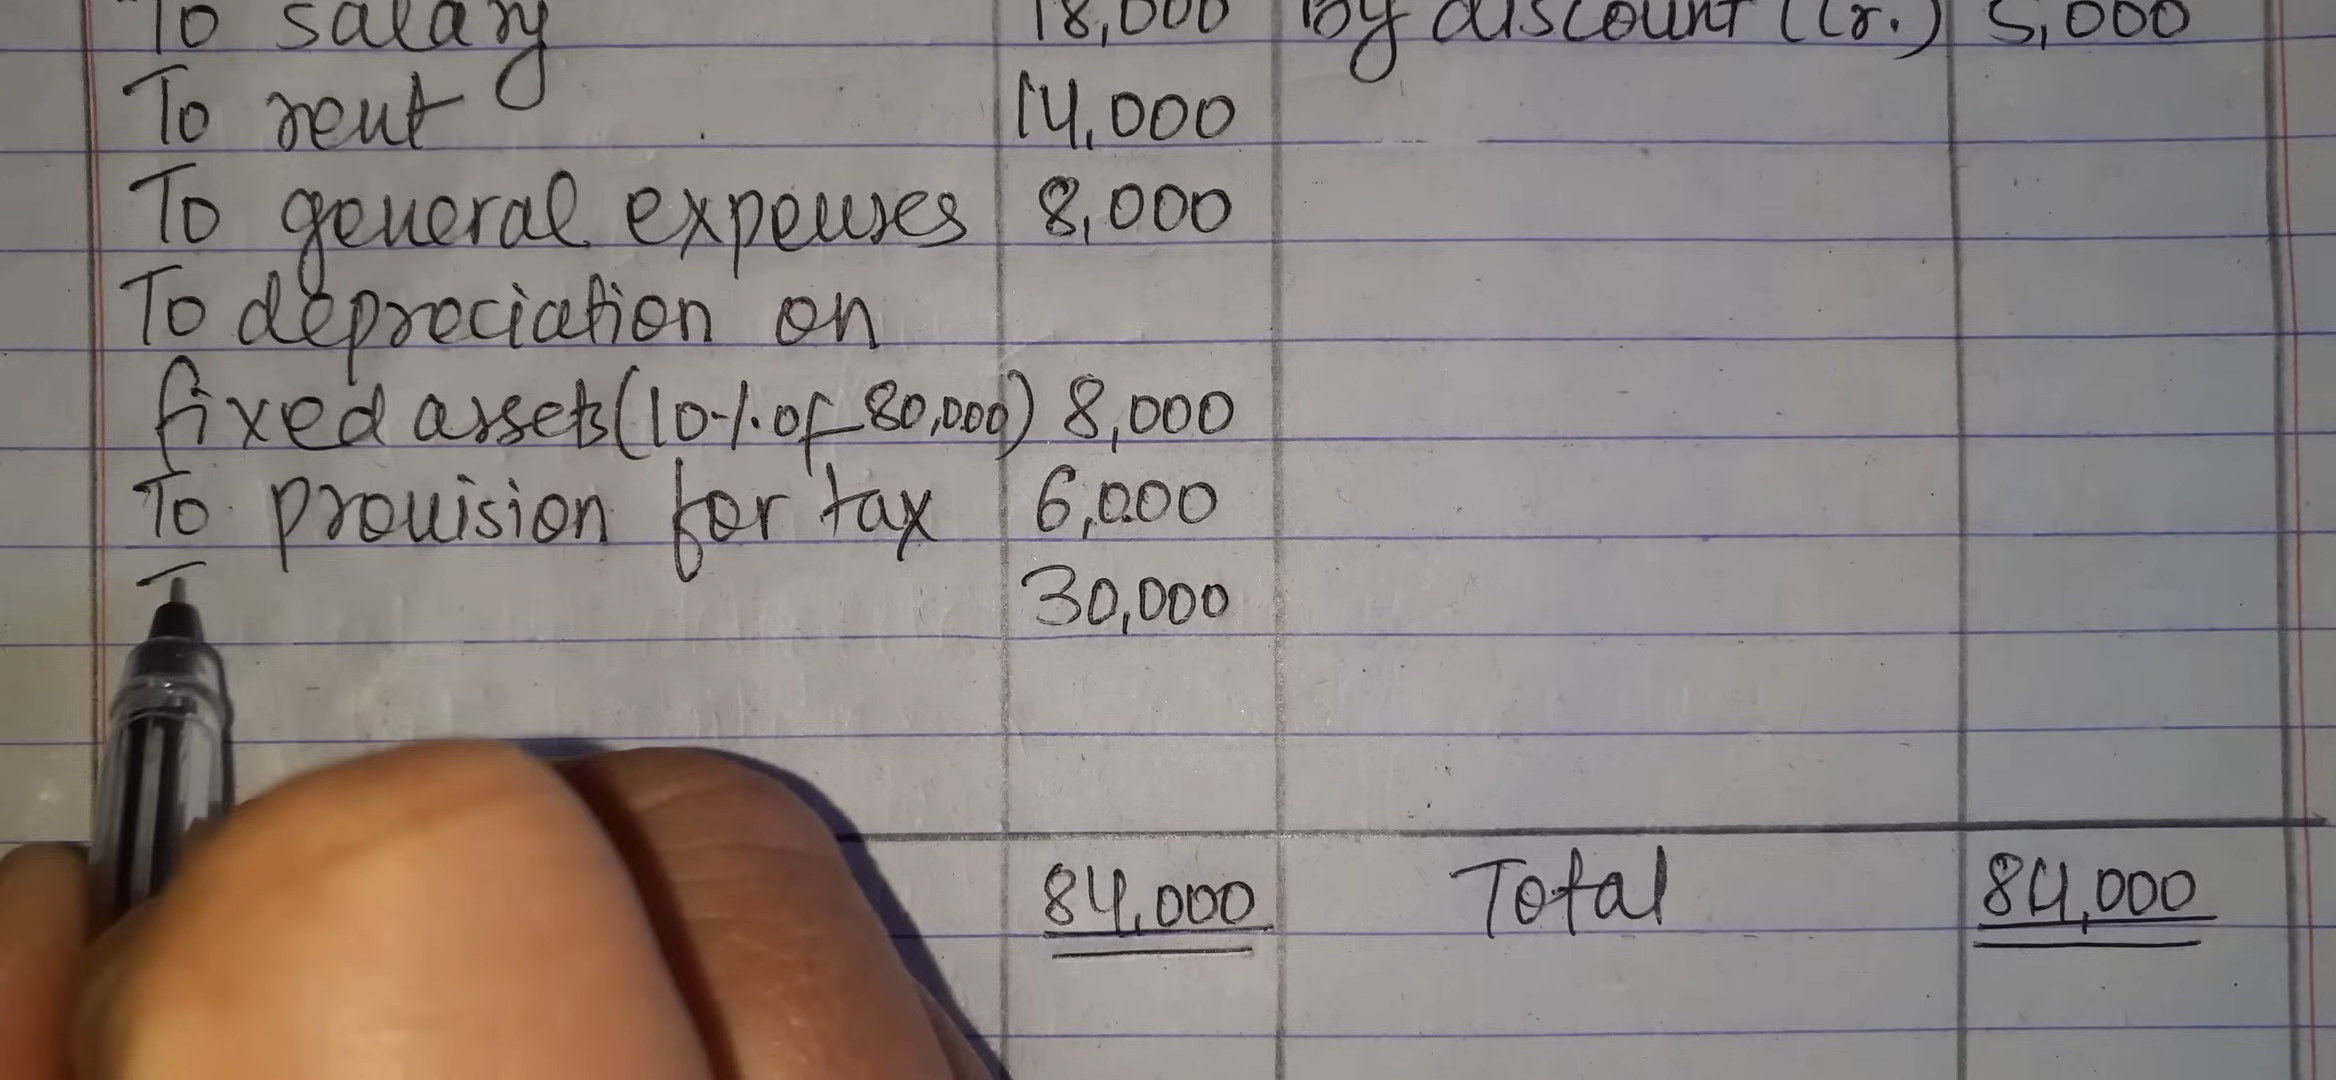 To salary 18,000 By discount (Cr.) 5,000
To rent 14,000
To general expenses 8,000
To depreciation on
fixed assets (10% of 80,000) 8,000
To provision for tax 6,000
30,000
84,000 Total 84,000